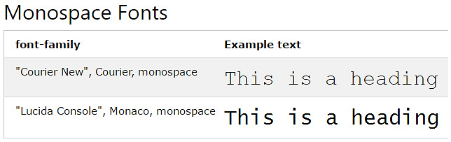 Monospace Fonts
font-family Example text
"Courier New", Courier, monospace This is a heading
"Lucida Console", Monaco, monospace This is a heading